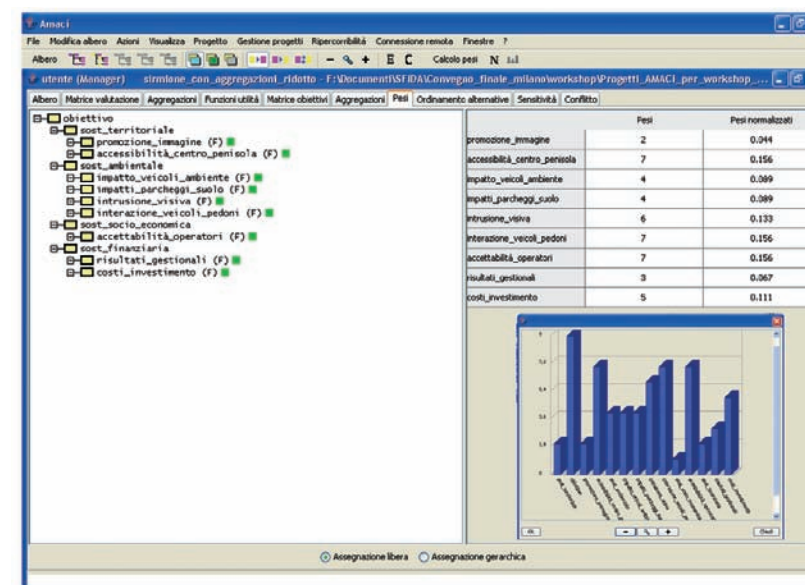 Amaci
File Modifica albero Azioni Visualizza Progetto Gestione progetti Ripercorribilità Connessione remota Finestre ?
Albero E C Calcolo pesi N
utente (Manager) sirmione_con_aggregazioni_ridotto - F:\Documenti\SFIDA\Convegno_finale_milano\workshop\Progetti_AMACI_per_workshop_...
Albero Matrice valutazione Aggregazioni Funzioni utilità Matrice obiettivi Aggregazioni Pesi Ordinamento alternative Sensitività Conflitto
obiettivo
sost_territoriale
promozione_immagine (F)
accessibilità_centro_penisola (F)
sost_ambientale
impatto_veicoli_ambiente (F)
impatti_parcheggi_suolo (F)
intrusione_visiva (F)
interazione_veicoli_pedoni (F)
sost_socio_economica
accettabilità_operatori (F)
sost_finanziaria
risultati_gestionali (F)
costi_investimento (F)
Pesi Pesi normalizzati
promozione_immagine 2 0.044
accessibilità_centro_penisola 7 0.156
impatto_veicoli_ambiente 4 0.089
impatti_parcheggi_suolo 4 0.089
intrusione_visiva 6 0.133
interazione_veicoli_pedoni 7 0.156
accettabilità_operatori 7 0.156
risultati_gestionali 3 0.067
costi_investimento 5 0.111
Assegnazione libera Assegnazione gerarchica